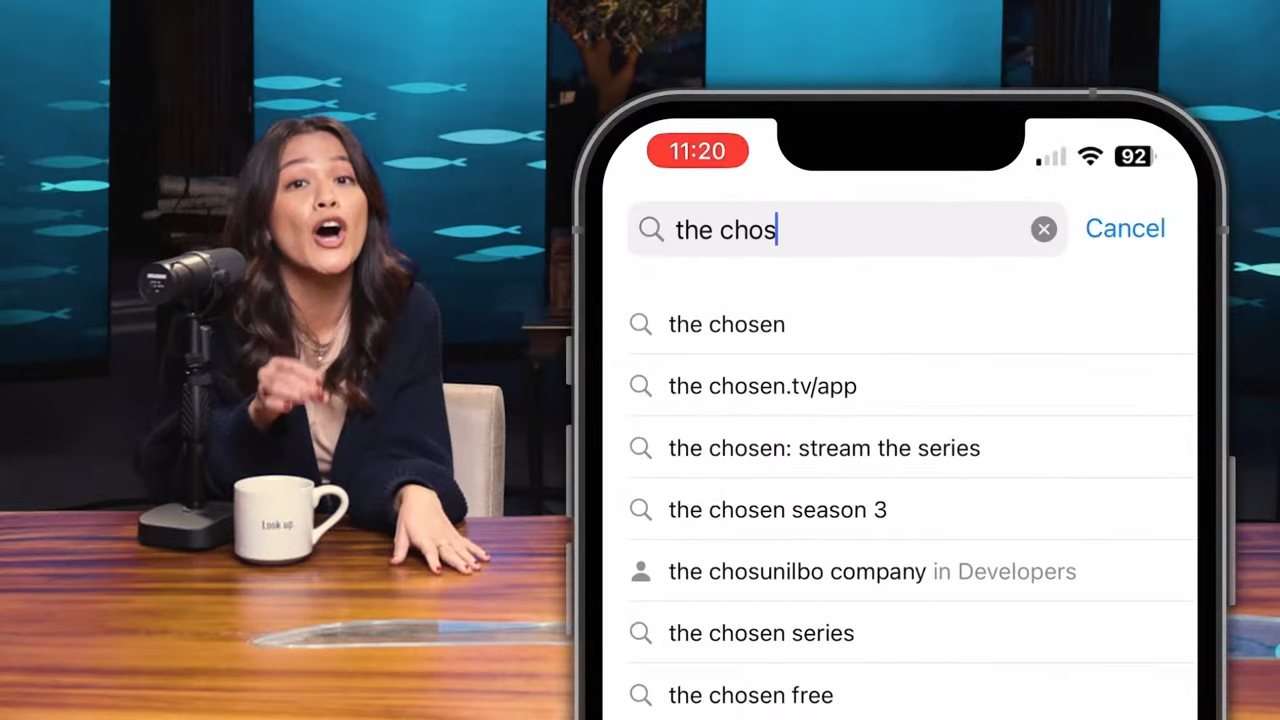 11:20
92
the chos
Cancel
the chosen
the chosen.tv/app
the chosen: stream the series
the chosen season 3
the chosunilbo company in Developers
the chosen series
the chosen free
Look up.